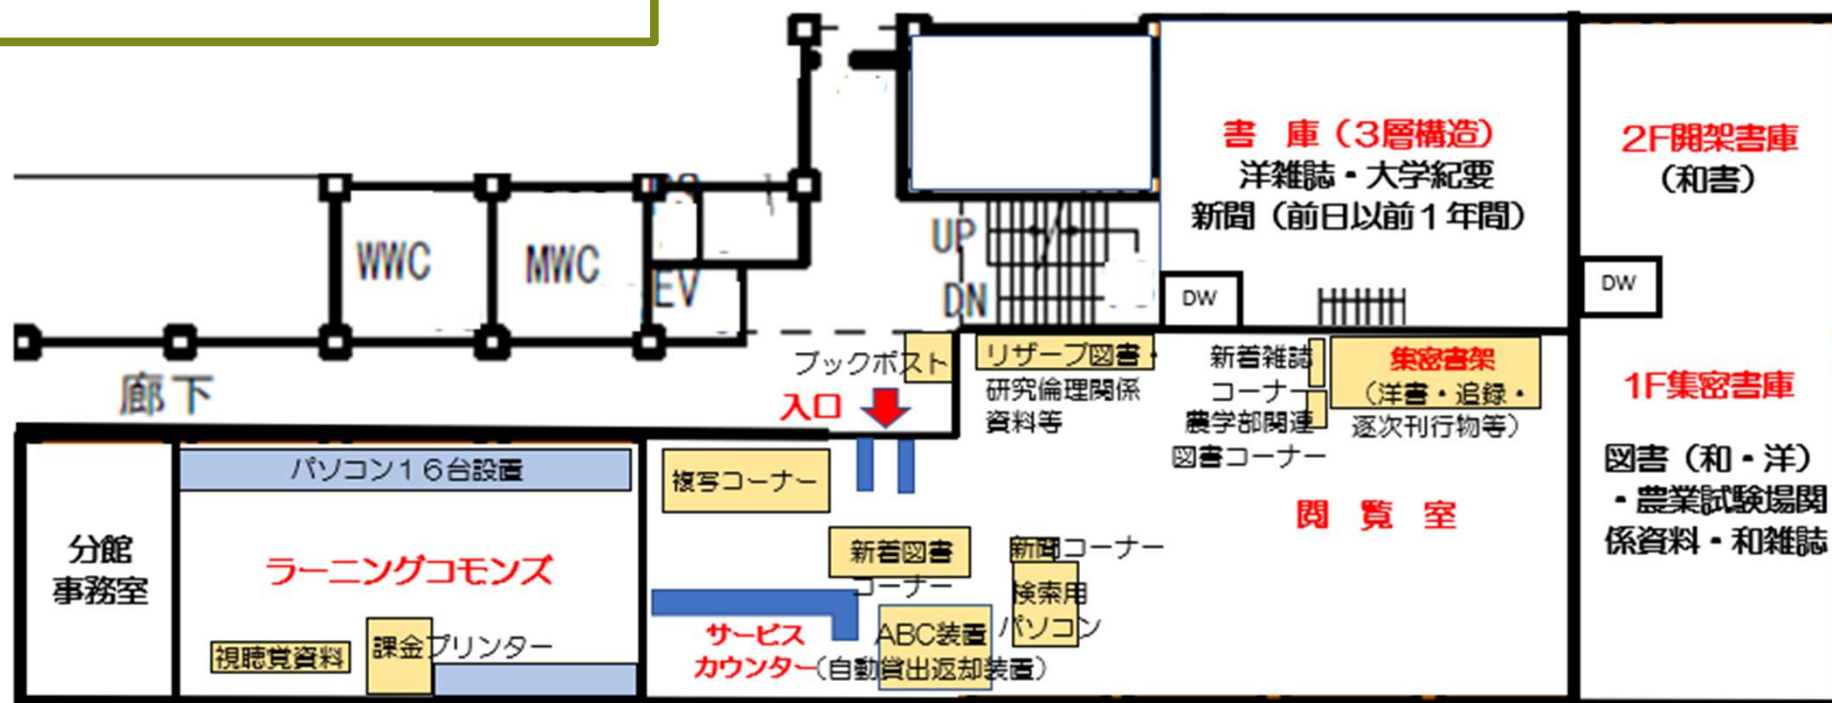 書　庫（3層構造）
洋雑誌・大学紀要
新聞（前日以前１年間）
2F開架書庫
（和書）
WWC
MWC
EV
UP
DN
DW
DW
廊下
ブックポスト
入口
リザーブ図書・
研究倫理関係
資料等
新着雑誌
コーナー
農学部関連
図書コーナー
集密書架
（洋書・追録・
逐次刊行物等）
1F集密書庫
図書（和・洋）
・農業試験場関
係資料・和雑誌
分館
事務室
パソコン１６台設置
ラーニングコモンズ
視聴覚資料
課金プリンター
複写コーナー
新着図書
コーナー
新聞コーナー
検索用
パソコン
閲　覧　室
サービス
カウンター
ABC装置
（自動貸出返却装置）